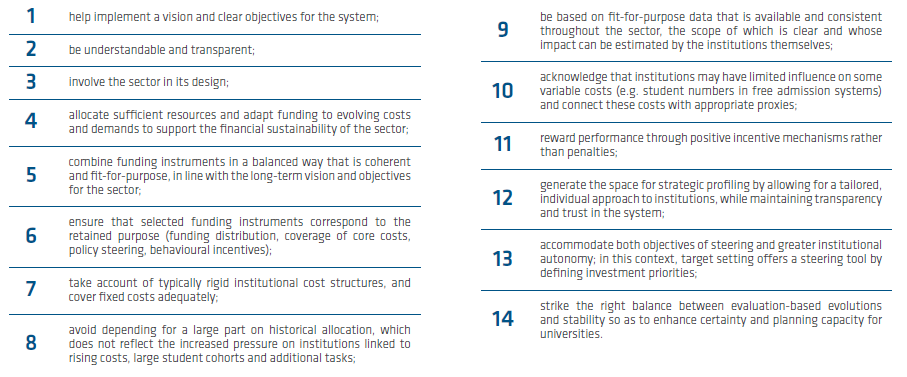 1 help implement a vision and clear objectives for the system;
2 be understandable and transparent;
3 involve the sector in its design;
4 allocate sufficient resources and adapt funding to evolving costs
and demands to support the financial sustainability of the sector;
5 combine funding instruments in a balanced way that is coherent
and fit-for-purpose, in line with the long-term vision and objectives
for the sector;
6 ensure that selected funding instruments correspond to the
retained purpose (funding distribution, coverage of core costs,
policy steering, behavioural incentives);
7 take account of typically rigid institutional cost structures, and
cover fixed costs adequately;
8 avoid depending for a large part on historical allocation, which
does not reflect the increased pressure on institutions linked to
rising costs, large student cohorts and additional tasks;
9 be based on fit-for-purpose data that is available and consistent
throughout the sector, the scope of which is clear and whose
impact can be estimated by the institutions themselves;
10 acknowledge that institutions may have limited influence on some
variable costs (e.g. student numbers in free admission systems)
and connect these costs with appropriate proxies;
11 reward performance through positive incentive mechanisms rather
than penalties;
12 generate the space for strategic profiling by allowing for a tailored,
individual approach to institutions, while maintaining transparency
and trust in the system;
13 accommodate both objectives of steering and greater institutional
autonomy; in this context, target setting offers a steering tool by
defining investment priorities;
14 strike the right balance between evaluation-based evolutions
and stability so as to enhance certainty and planning capacity for
universities.